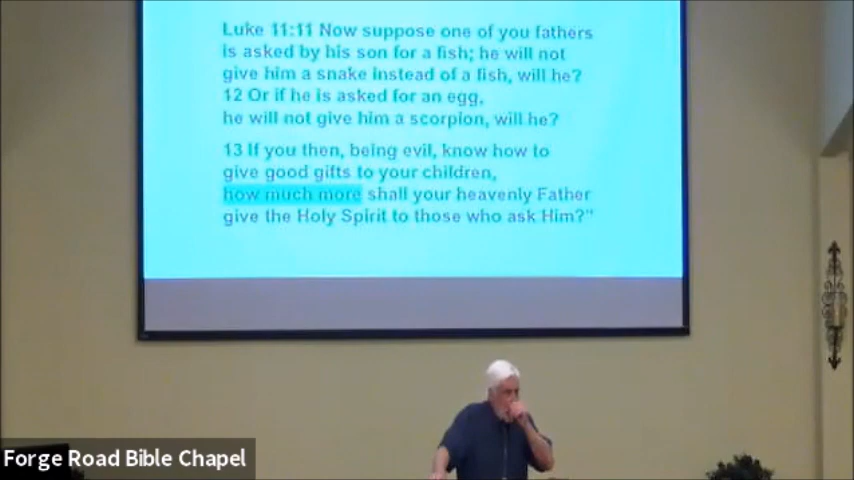 Luke 11:11 Now suppose one of you fathers
is asked by his son for a fish; he will not
give him a snake instead of a fish, will he?
12 Or if he is asked for an egg,
he will not give him a scorpion, will he?
13 If you then, being evil, know how to
give good gifts to your children,
how much more shall your heavenly Father
give the Holy Spirit to those who ask Him?"
Forge Road Bible Chapel